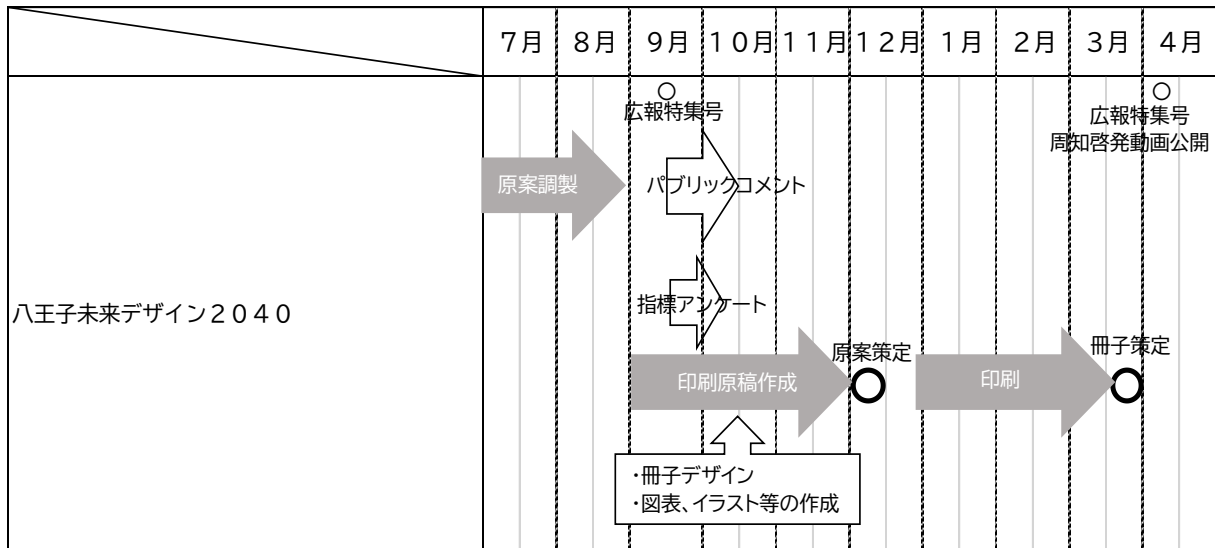 ７月 ８月 ９月 １０月 １１月 １２月 １月 ２月 ３月 ４月
○ ○
広報特集号
広報特集号
周知啓発動画公開
原案調製
パブリックコメント
指標アンケート
八王子未来デザイン２０４０
原案策定
冊子策定
印刷原稿作成
印刷
・冊子デザイン
・図表、イラスト等の作成